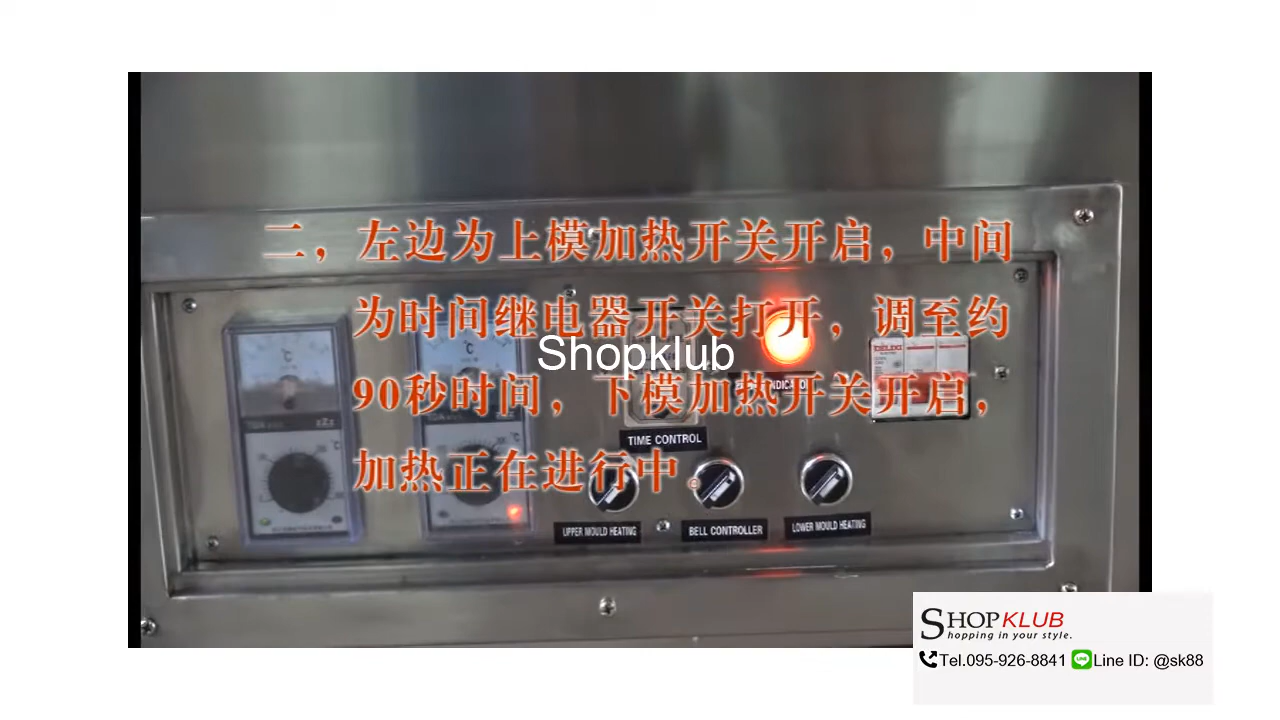 二，左边为上模加热开关开启，中间
为时间继电器开关打开，调至约
90秒时间，下模加热开关开启，
加热正在进行中。
Shopklub
℃
℃
DELIXI
TIME CONTROL
UPPER MOULD HEATING
BELL CONTROLLER
LOWER MOULD HEATING
SHOPKLUB
hopping in your style.
Tel.095-926-8841 Line ID: @sk88